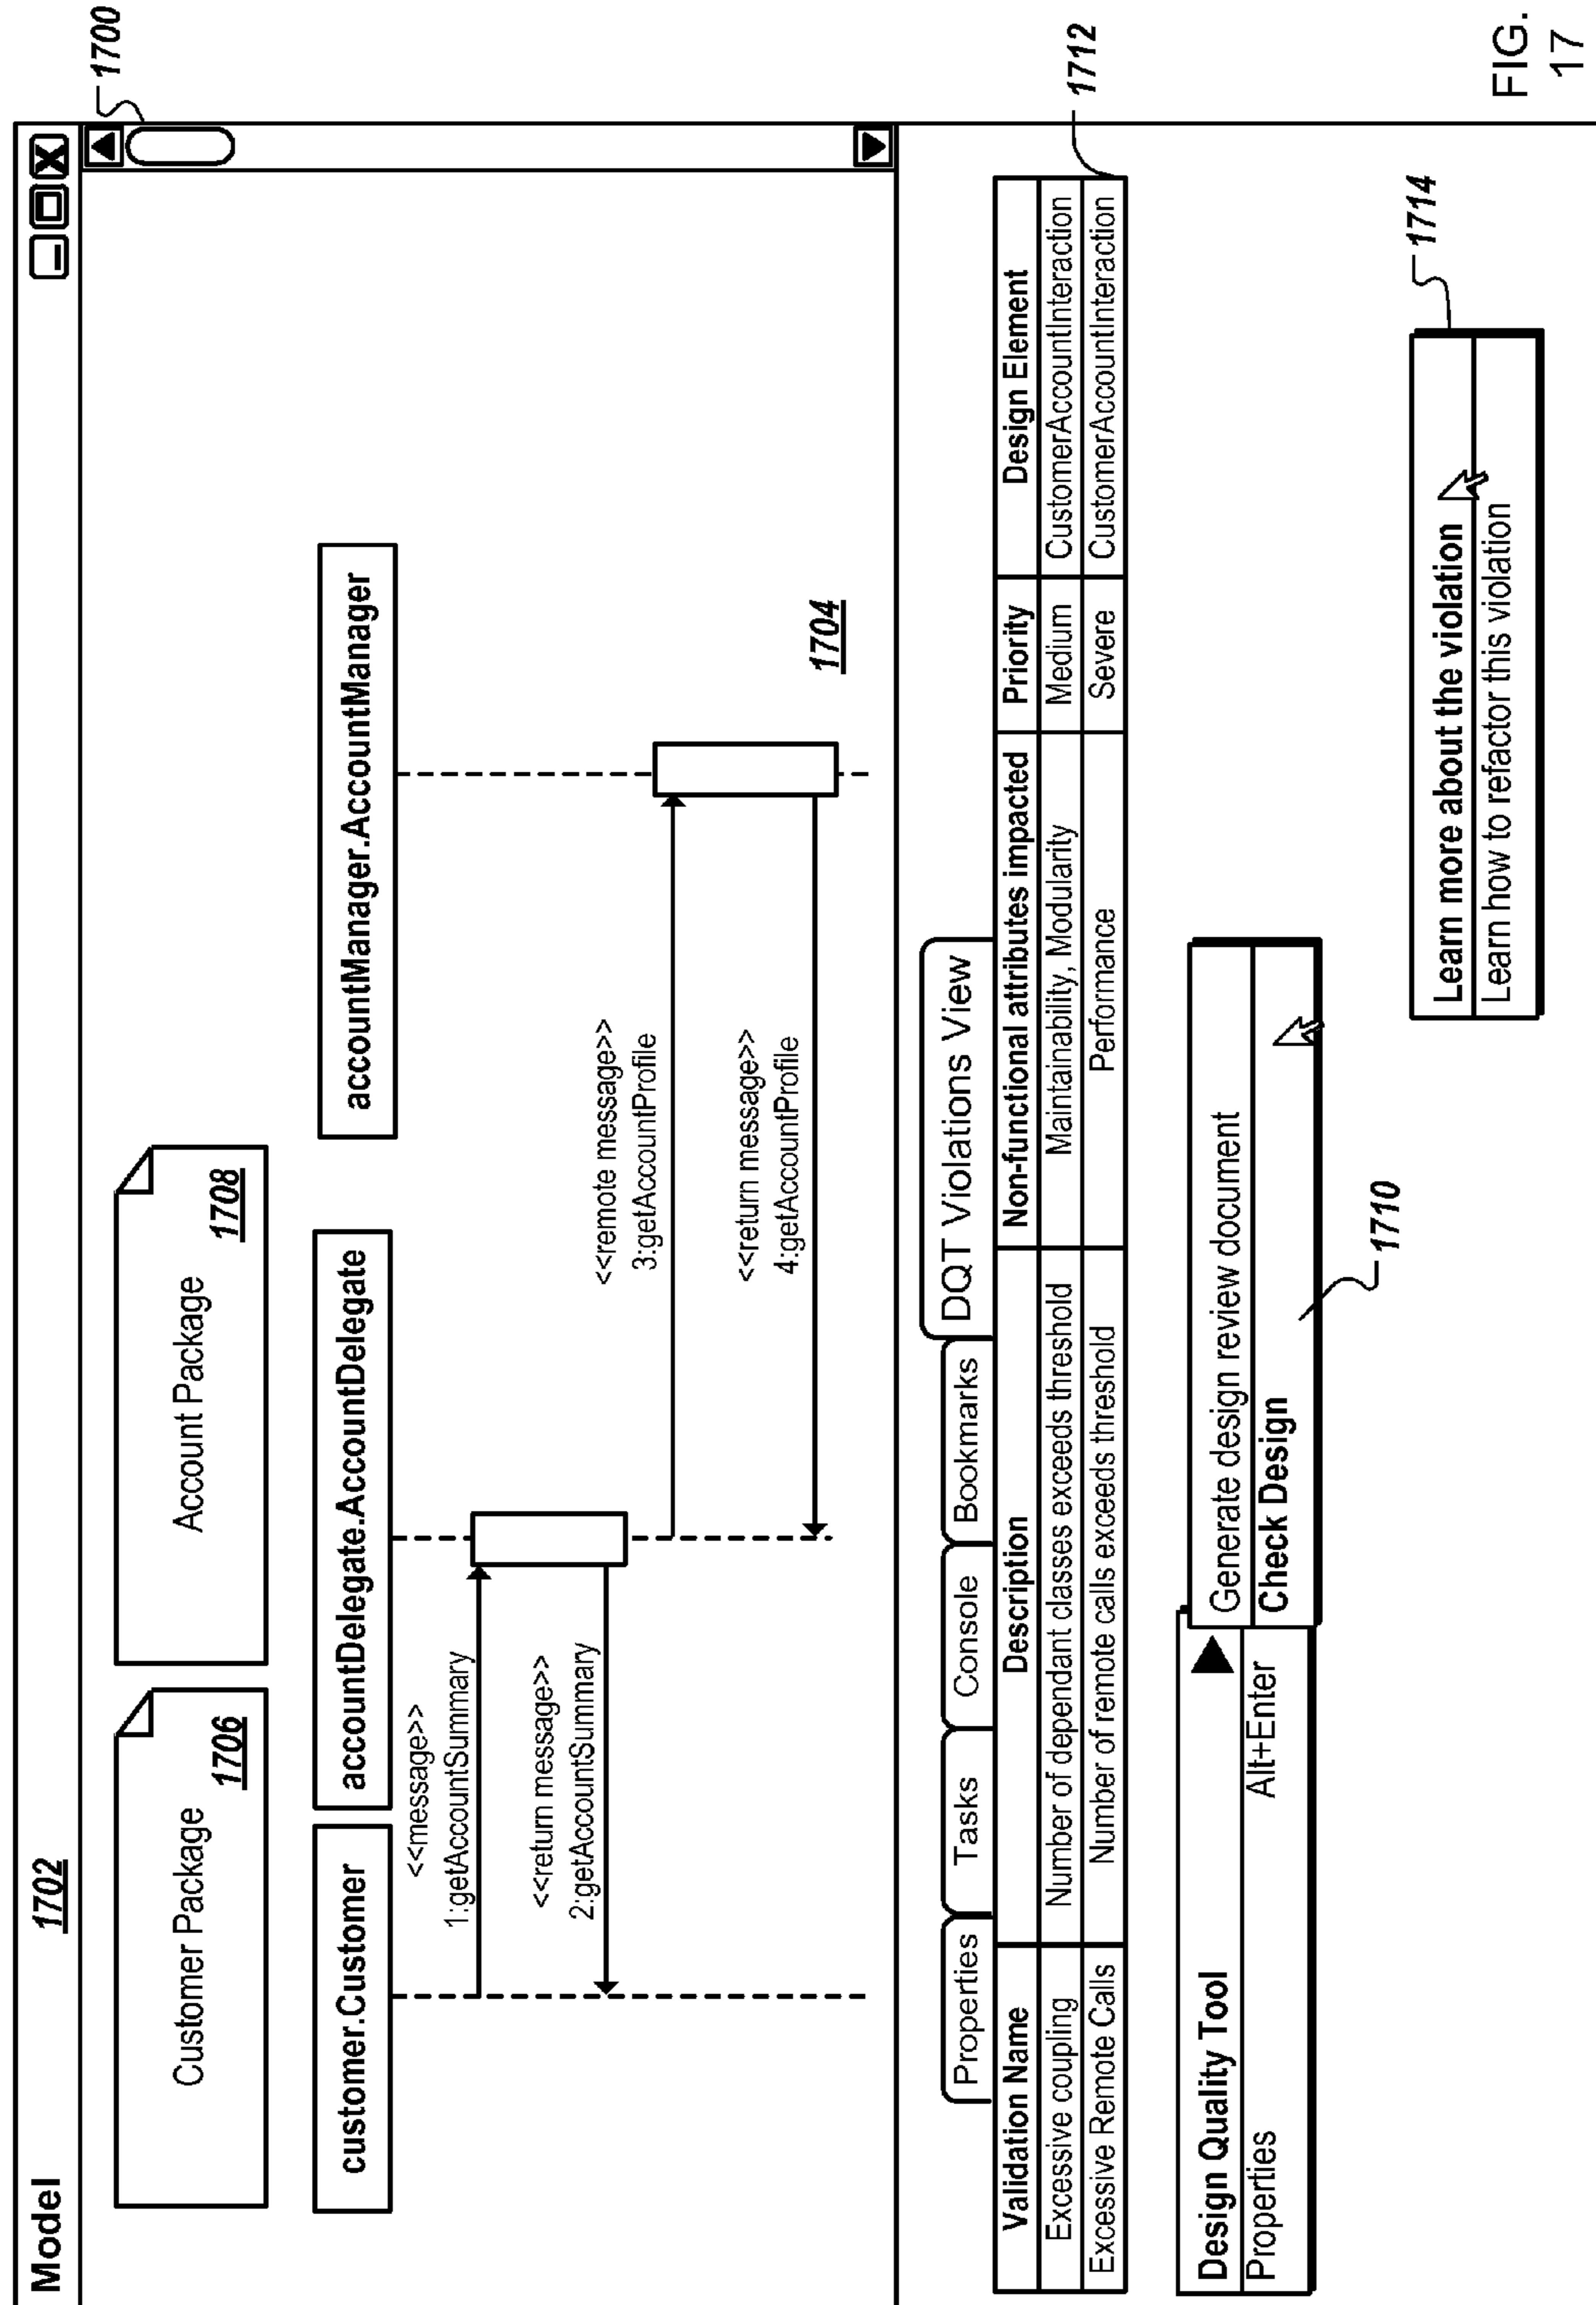 Model
1702
1700
Customer Package
1706
Account Package
1708
customer.Customer
accountDelegate.AccountDelegate
accountManager.AccountManager
<<message>>
1:getAccountSummary
<<return message>>
2:getAccountSummary
<<remote message>>
3:getAccountProfile
<<return message>>
4:getAccountProfile
1704
Properties
Tasks
Console
Bookmarks
DQT Violations View
Validation Name Description Non-functional attributes impacted Priority Design Element
Excessive coupling Number of dependant classes exceeds threshold Maintainability, Modularity Medium CustomerAccountInteraction
Excessive Remote Calls Number of remote calls exceeds threshold Performance Severe CustomerAccountInteraction
1712
Design Quality Tool
Properties Alt+Enter
Generate design review document
Check Design
1710
Learn more about the violation
Learn how to refactor this violation
1714
FIG.
17